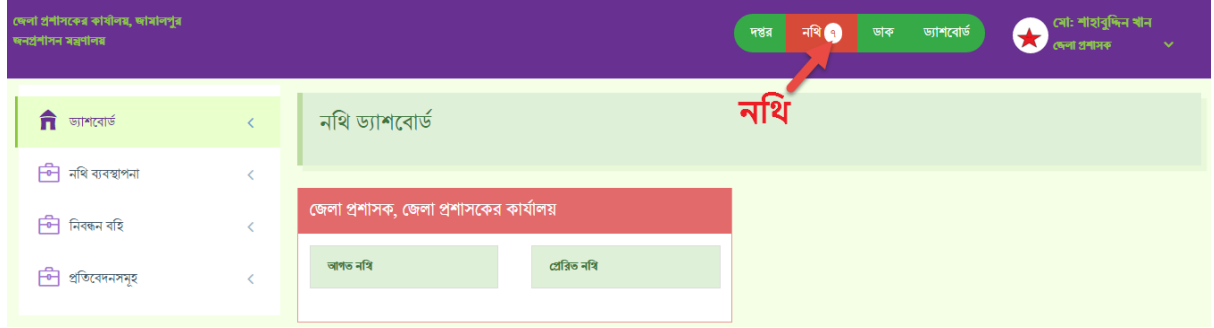 জেলা প্রশাসকের কার্যালয়, জামালপুর
জনপ্রশাসন মন্ত্রণালয়
দপ্তর নথি ৭ ডাক ড্যাশবোর্ড
মো: শাহাবুদ্দিন খান
জেলা প্রশাসক
নথি
ড্যাশবোর্ড
নথি ড্যাশবোর্ড
নথি ব্যবস্থাপনা
নিবন্ধন বহি
প্রতিবেদনসমূহ
জেলা প্রশাসক, জেলা প্রশাসকের কার্যালয়
আগত নথি
প্রেরিত নথি